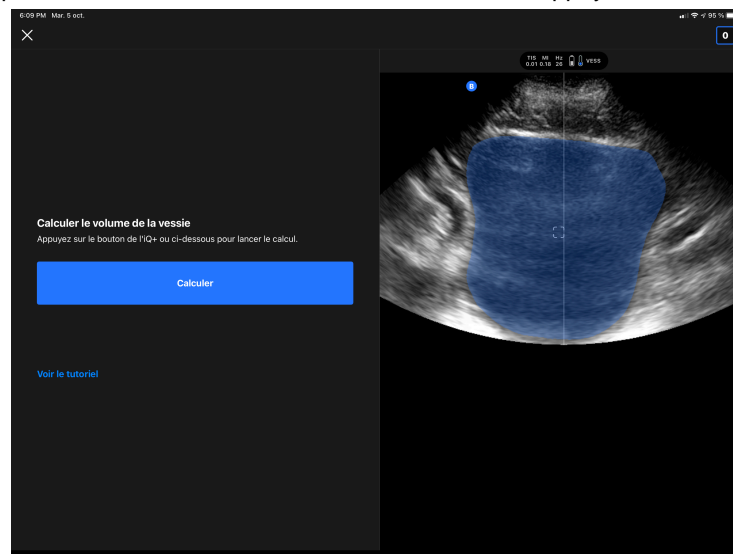 6:09 PM Mar. 5 oct.
95 %
0
TIS MI Hz
0.01 0.18 26
VESS
B
Calculer le volume de la vessie
Appuyez sur le bouton de l'iQ+ ou ci-dessous pour lancer le calcul.
Calculer
Voir le tutoriel